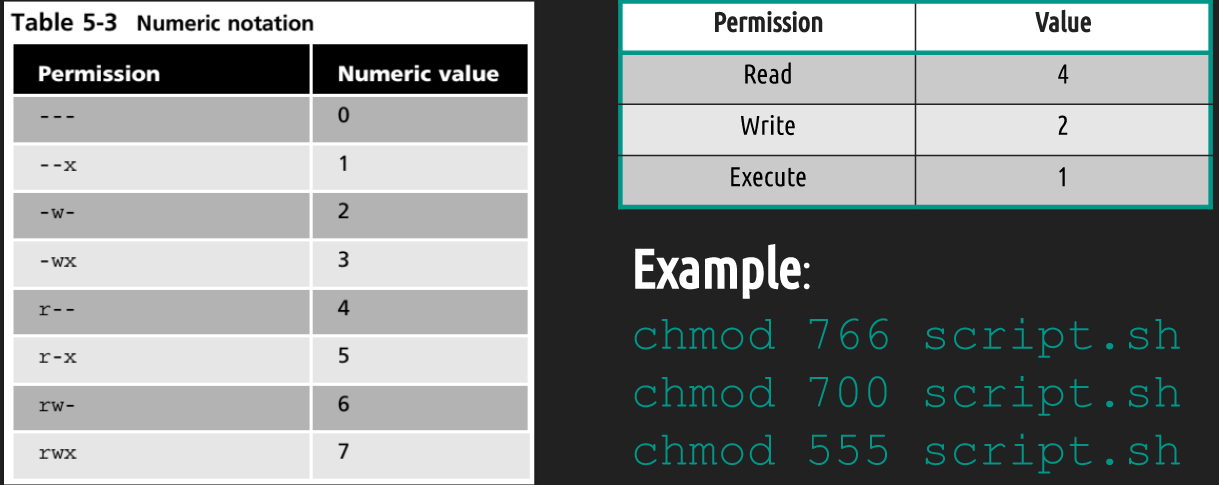 Table 5-3 Numeric notation
Permission Numeric value
--- 0
--x 1
-w- 2
-wx 3
r-- 4
r-x 5
rw- 6
rwx 7
Permission Value
Read 4
Write 2
Execute 1
Example:
chmod 766 script.sh
chmod 700 script.sh
chmod 555 script.sh